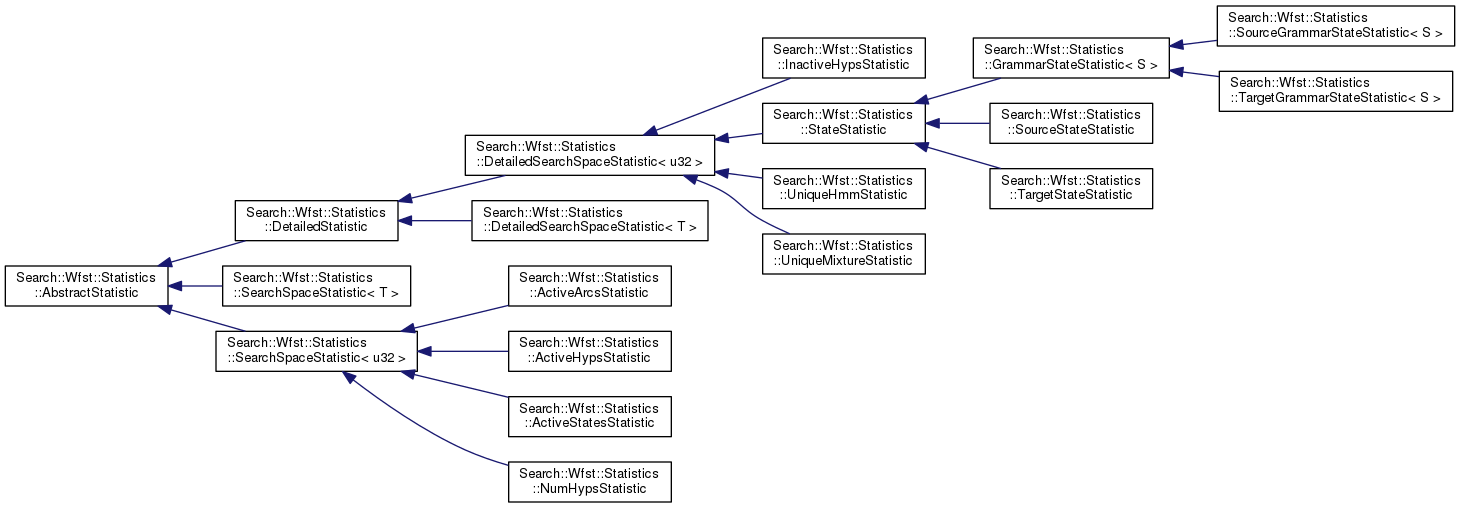 Search::Wfst::Statistics
::SourceGrammarStateStatistic< S >
Search::Wfst::Statistics
::InactiveHypsStatistic
Search::Wfst::Statistics
::GrammarStateStatistic< S >
Search::Wfst::Statistics
::TargetGrammarStateStatistic< S >
Search::Wfst::Statistics
::StateStatistic
Search::Wfst::Statistics
::SourceStateStatistic
Search::Wfst::Statistics
::DetailedSearchSpaceStatistic< u32 >
Search::Wfst::Statistics
::UniqueHmmStatistic
Search::Wfst::Statistics
::TargetStateStatistic
Search::Wfst::Statistics
::DetailedStatistic
Search::Wfst::Statistics
::DetailedSearchSpaceStatistic< T >
Search::Wfst::Statistics
::UniqueMixtureStatistic
Search::Wfst::Statistics
::AbstractStatistic
Search::Wfst::Statistics
::SearchSpaceStatistic< T >
Search::Wfst::Statistics
::ActiveArcsStatistic
Search::Wfst::Statistics
::SearchSpaceStatistic< u32 >
Search::Wfst::Statistics
::ActiveHypsStatistic
Search::Wfst::Statistics
::ActiveStatesStatistic
Search::Wfst::Statistics
::NumHypsStatistic